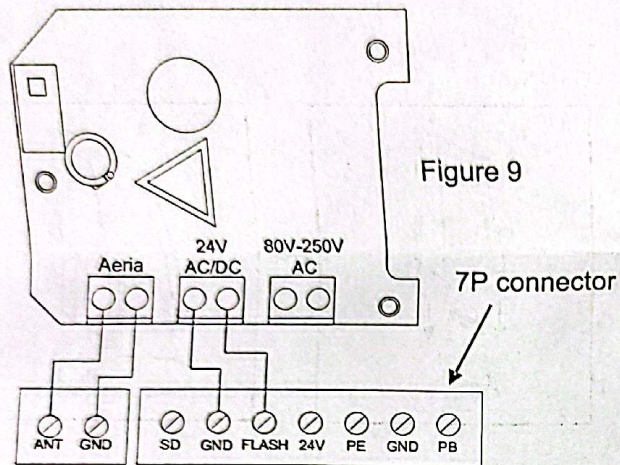 Figure 9
24V 80V-250V
Aeria AC/DC AC
7P connector
ANT GND SD GND FLASH 24V PE GND PB